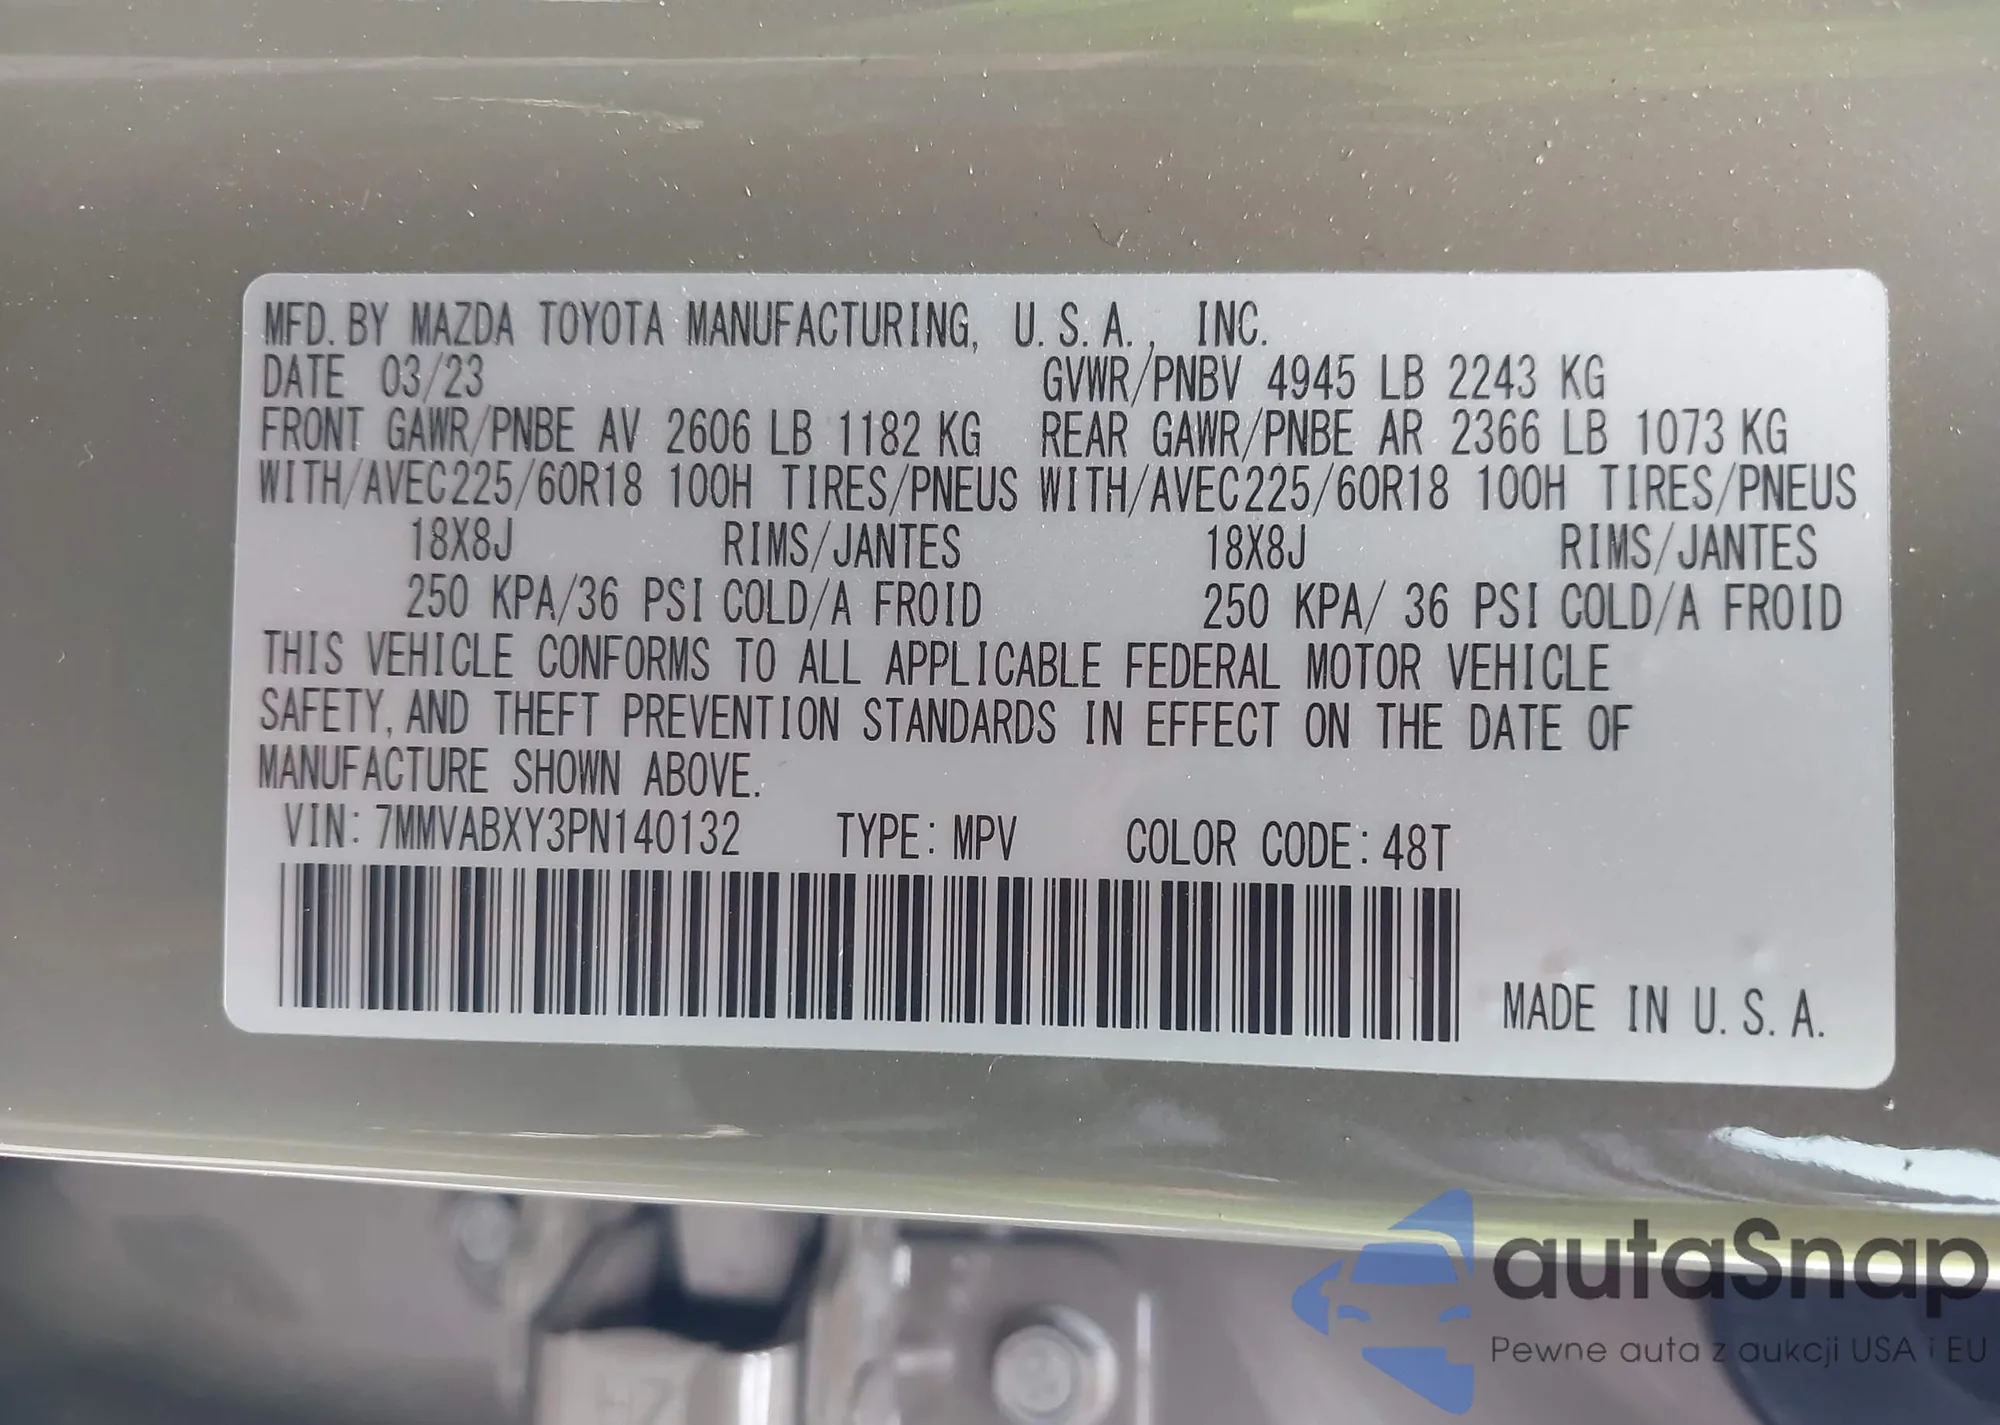 MFD. BY MAZDA TOYOTA MANUFACTURING, U.S.A., INC.
DATE 03/23 GVWR/PNBV 4945 LB 2243 KG
FRONT GAWR/PNBE AV 2606 LB 1182 KG REAR GAWR/PNBE AR 2366 LB 1073 KG
WITH/AVEC225/60R18 100H TIRES/PNEUS WITH/AVEC225/60R18 100H TIRES/PNEUS
18X8J RIMS/JANTES 18X8J RIMS/JANTES
250 KPA/36 PSI COLD/A FROID 250 KPA/ 36 PSI COLD/A FROID
THIS VEHICLE CONFORMS TO ALL APPLICABLE FEDERAL MOTOR VEHICLE
SAFETY, AND THEFT PREVENTION STANDARDS IN EFFECT ON THE DATE OF
MANUFACTURE SHOWN ABOVE.
VIN: 7MMVABXY3PN140132 TYPE: MPV COLOR CODE: 48T
MADE IN U.S.A.
autaSnap
Pewne auta z aukcji USA i EU